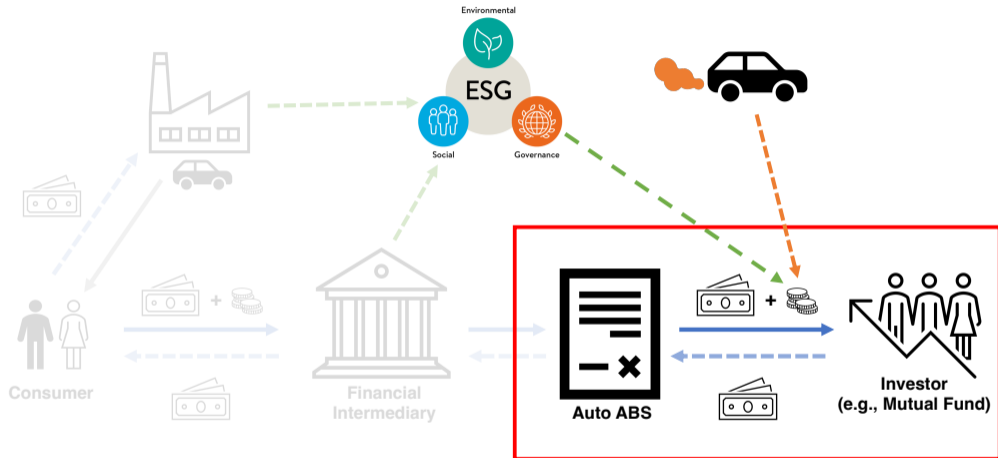 Environmental
ESG
Social
Governance
+
+
Consumer
Financial
Intermediary
Auto ABS
Investor
(e.g., Mutual Fund)